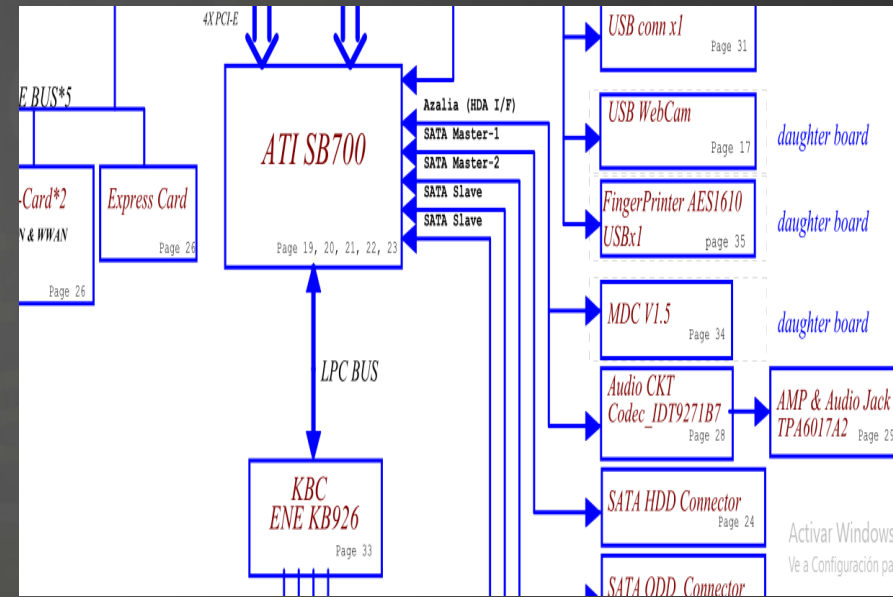 4X PCI-E
E BUS*5
-Card*2
N & WWAN
Page 26
Express Card
Page 26
ATI SB700
Page 19, 20, 21, 22, 23
Azalia (HDA I/F)
SATA Master-1
SATA Master-2
SATA Slave
SATA Slave
LPC BUS
KBC
ENE KB926
Page 33
USB conn x1
Page 31
USB WebCam
Page 17
daughter board
FingerPrinter AES1610
USBx1
page 35
daughter board
MDC V1.5
Page 34
daughter board
Audio CKT
Codec_IDT9271B7
Page 28
AMP & Audio Jack
TPA6017A2
Page 29
SATA HDD Connector
Page 24
SATA ODD Connector
Activar Windows
Ve a Configuración pa